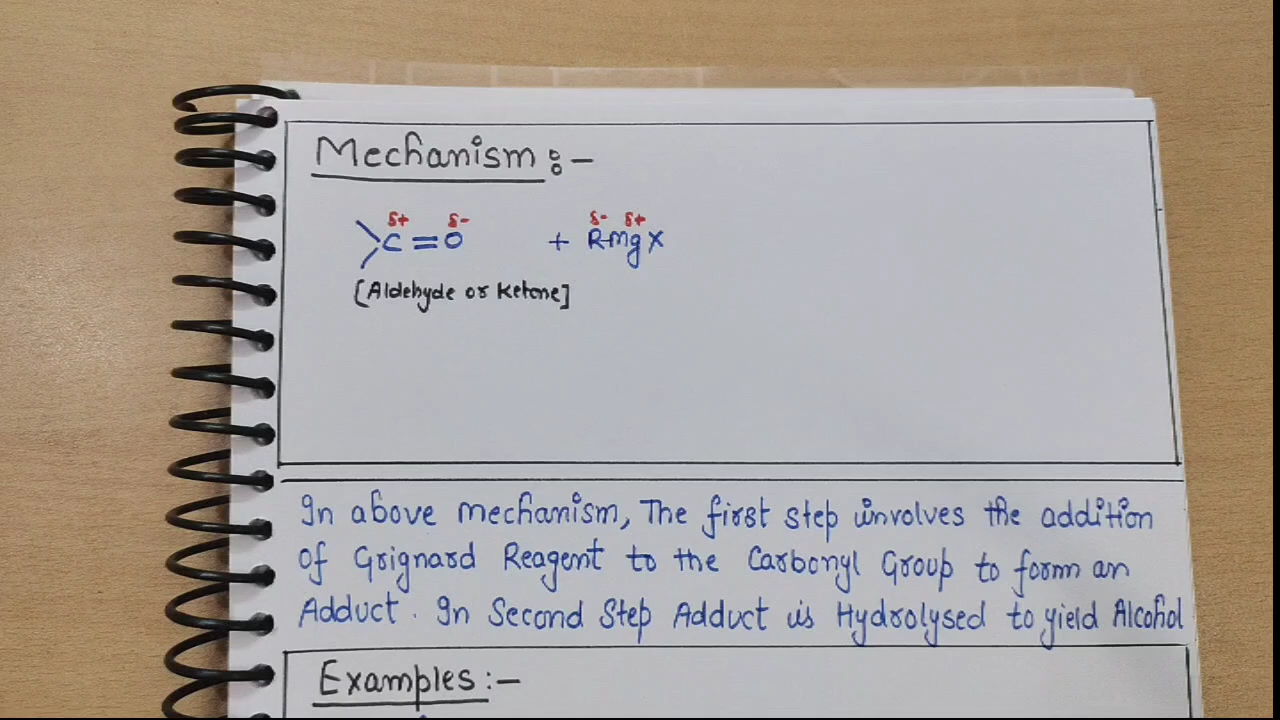 Mechanism :-
δ+ δ- δ- δ+
>C=O + RMgX
[Aldehyde or Ketone]
In above mechanism, The first step involves the addition
of Grignard Reagent to the Carbonyl Group to form an
Adduct. In Second Step Adduct is Hydrolysed to yield Alcohol
Examples :-